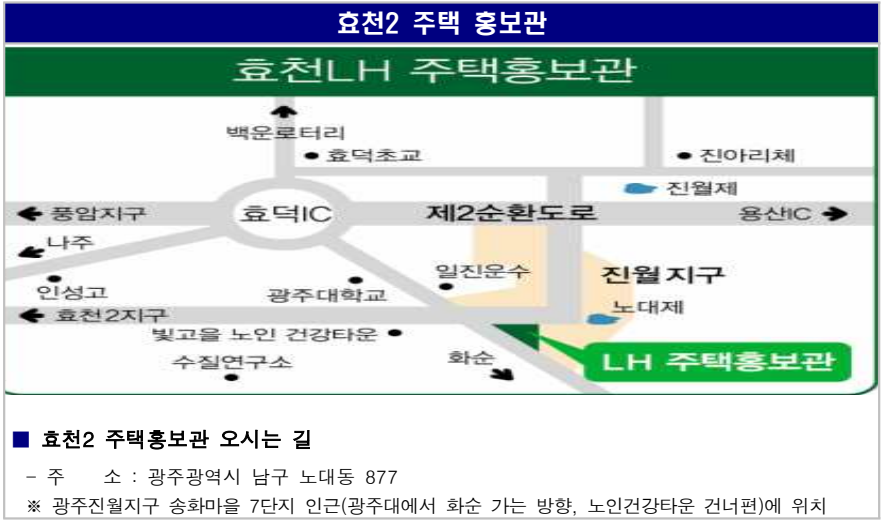 효천2 주택 홍보관
효천LH 주택홍보관
백운로터리
효덕초교
진아리체
진월제
풍암지구
효덕IC
제2순환도로
용산IC
나주
일진운수
진월지구
인성고
광주대학교
노대제
효천2지구
빛고을 노인 건강타운
수질연구소
화순
LH 주택홍보관
■ 효천2 주택홍보관 오시는 길
- 주 소 : 광주광역시 남구 노대동 877
※ 광주진월지구 송화마을 7단지 인근(광주대에서 화순 가는 방향, 노인건강타운 건너편)에 위치